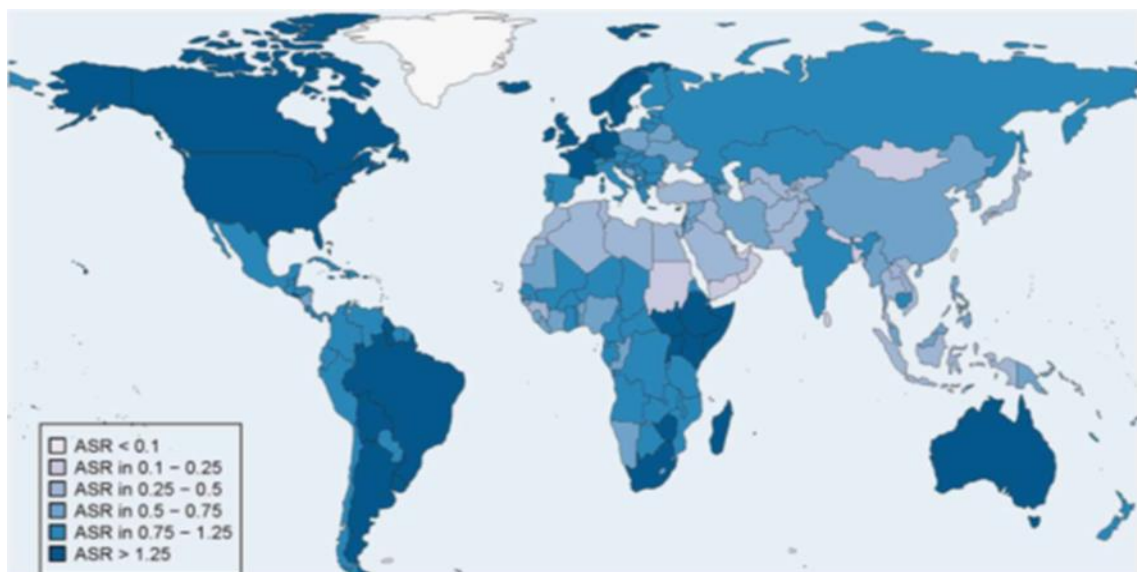 ASR < 0.1
ASR in 0.1 – 0.25
ASR in 0.25 – 0.5
ASR in 0.5 – 0.75
ASR in 0.75 – 1.25
ASR > 1.25